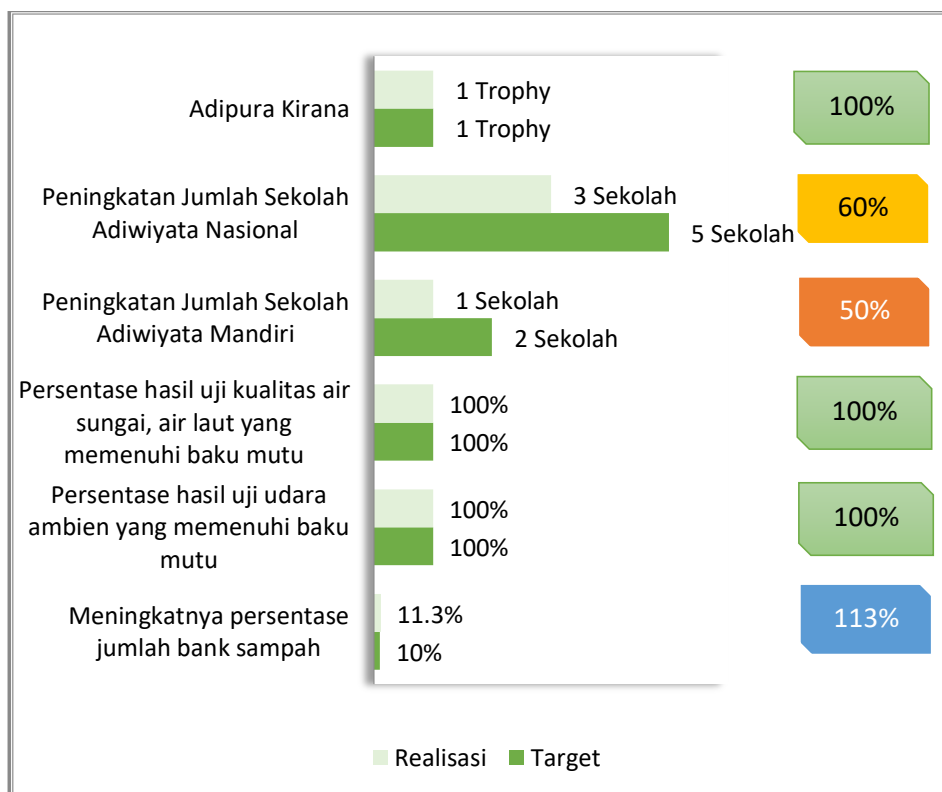 Adipura Kirana
1 Trophy
1 Trophy
100%
Peningkatan Jumlah Sekolah
Adiwiyata Nasional
3 Sekolah
5 Sekolah
60%
Peningkatan Jumlah Sekolah
Adiwiyata Mandiri
1 Sekolah
2 Sekolah
50%
Persentase hasil uji kualitas air
sungai, air laut yang
memenuhi baku mutu
100%
100%
100%
Persentase hasil uji udara
ambien yang memenuhi baku
mutu
100%
100%
100%
Meningkatnya persentase
jumlah bank sampah
11.3%
10%
113%
Realisasi
Target